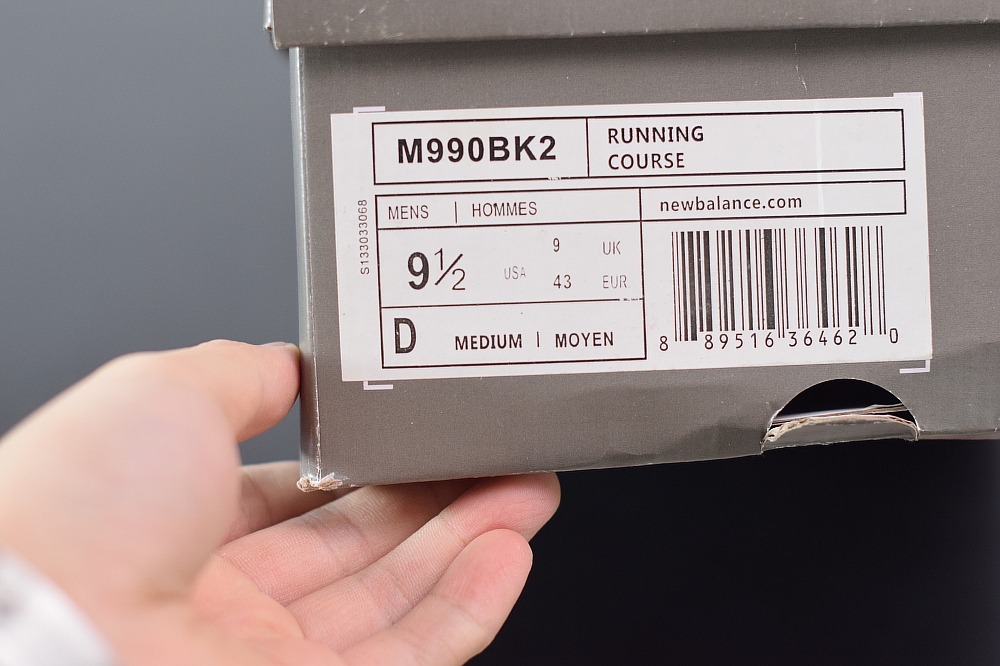 M990BK2
RUNNING
COURSE
S133033068
MENS | HOMMES
newbalance.com
9½ USA
9 UK
43 EUR
D MEDIUM | MOYEN
8 89516 36462 0